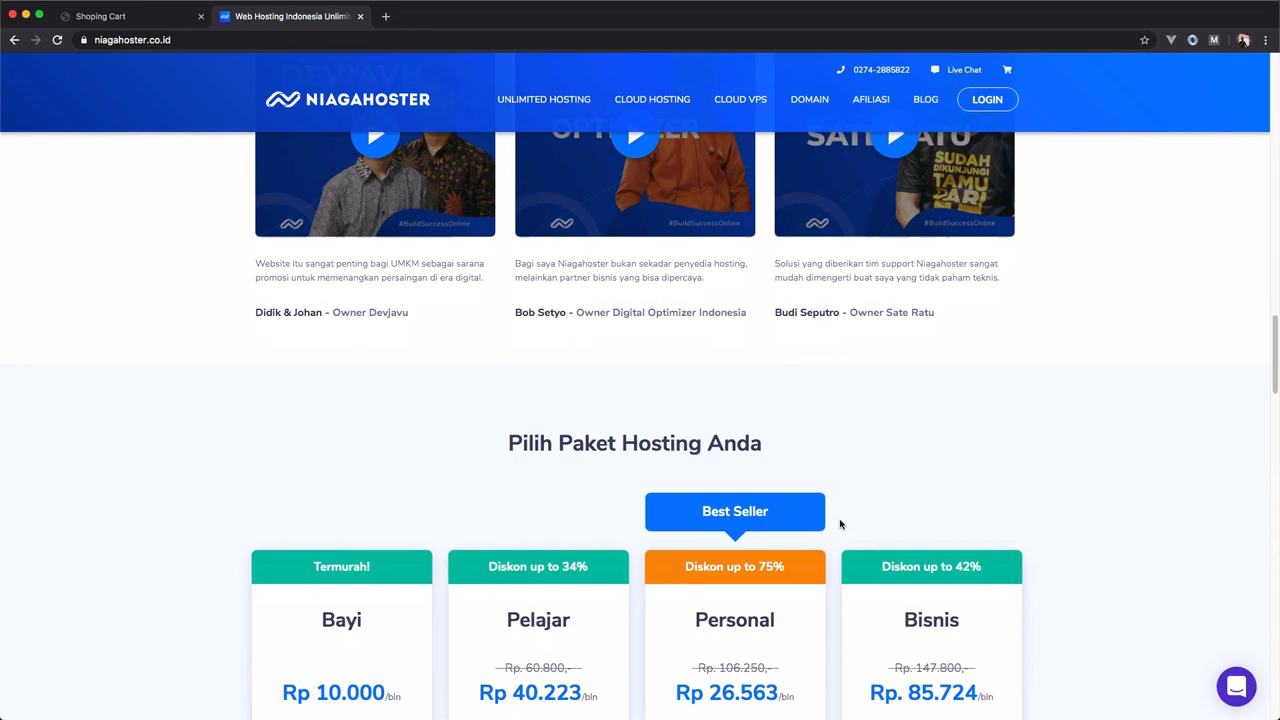 Shoping Cart
Web Hosting Indonesia Unlimit
niagahoster.co.id
0274-2885822
Live Chat
NIAGAHOSTER
UNLIMITED HOSTING
CLOUD HOSTING
CLOUD VPS
DOMAIN
AFILIASI
BLOG
LOGIN
DEVJAVU
OPTIMIZER
SATE RATU
SUDAH
DIKUNJUNGI
TAMU
DARI
#BuildSuccessOnline
#BuildSuccessOnline
#BuildSuccessOnline
Website itu sangat penting bagi UMKM sebagai sarana
promosi untuk memenangkan persaingan di era digital.
Bagi saya Niagahoster bukan sekadar penyedia hosting,
melainkan partner bisnis yang bisa dipercaya.
Solusi yang diberikan tim support Niagahoster sangat
mudah dimengerti buat saya yang tidak paham teknis.
Didik & Johan - Owner Devjavu
Bob Setyo - Owner Digital Optimizer Indonesia
Budi Seputro - Owner Sate Ratu
Pilih Paket Hosting Anda
Best Seller
Termurah!
Diskon up to 34%
Diskon up to 75%
Diskon up to 42%
Bayi
Pelajar
Personal
Bisnis
Rp. 60.800,-
Rp. 106.250,-
Rp. 147.800,-
Rp 10.000/bln
Rp 40.223/bln
Rp 26.563/bln
Rp. 85.724/bln